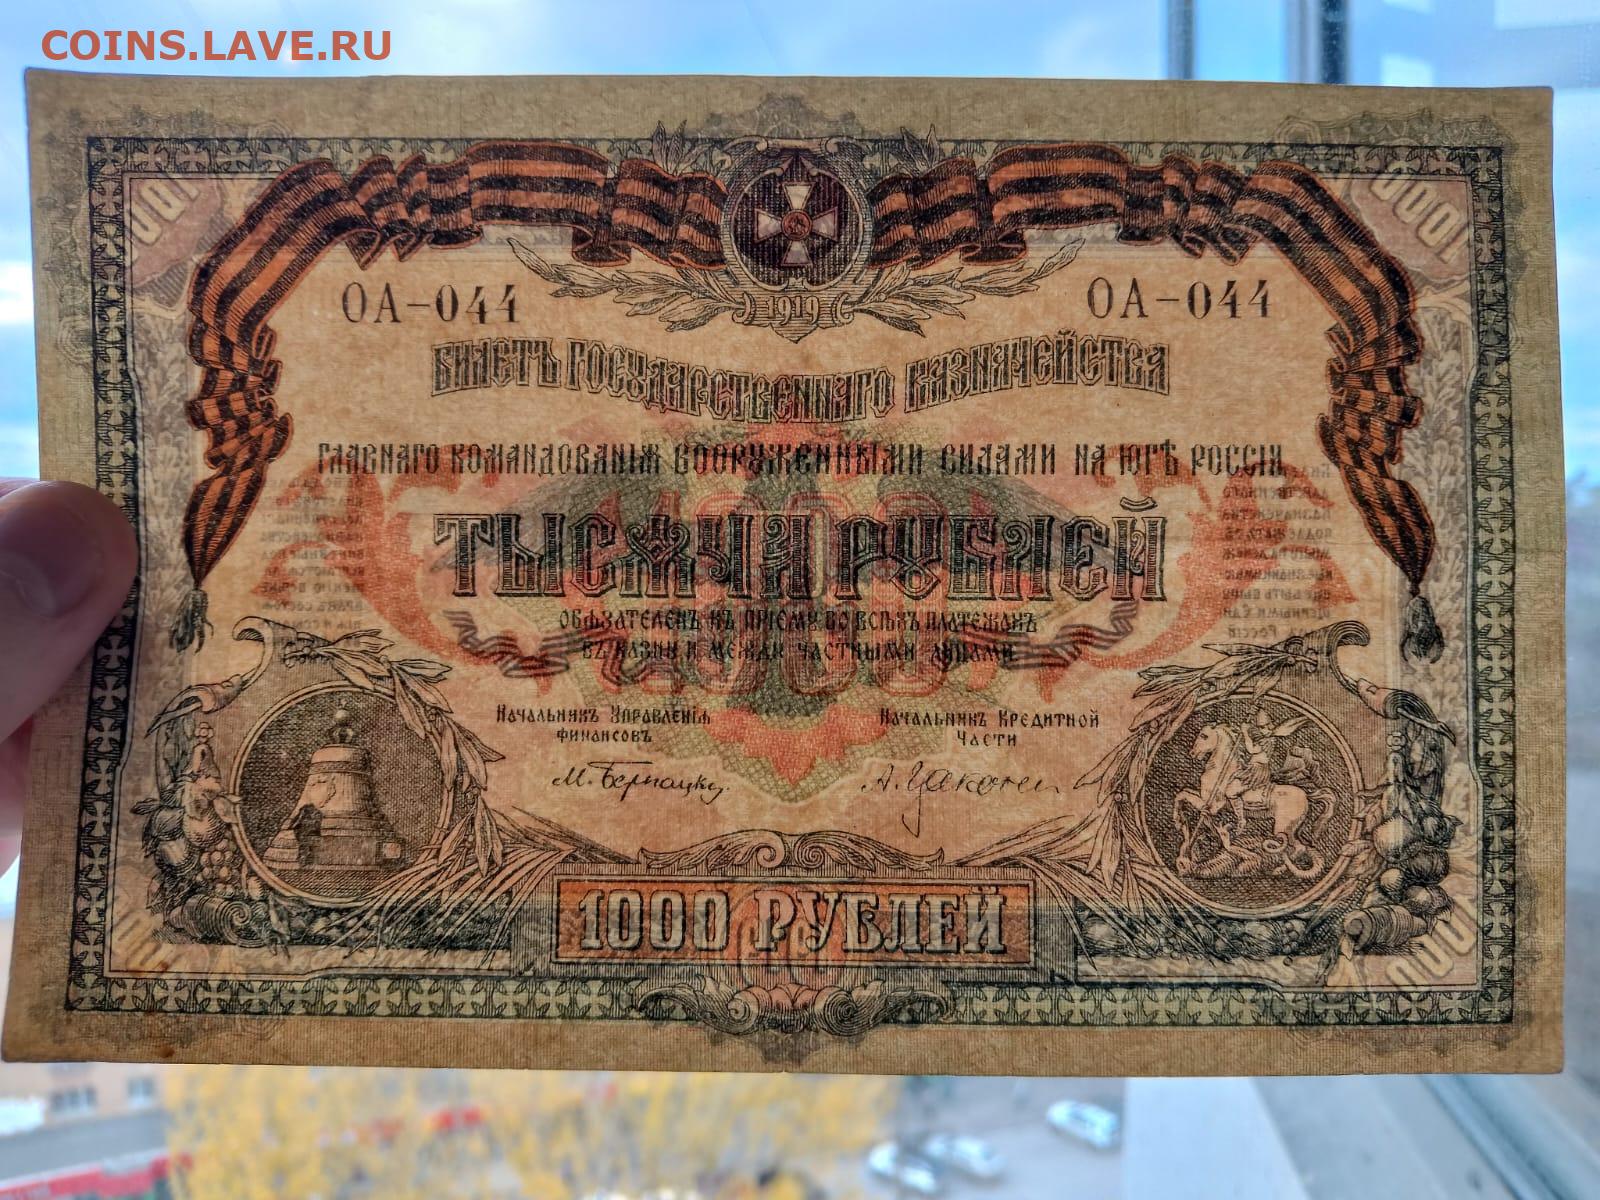 COINS.LAVE.RU
1919
ОА-044 ОА-044
БИЛЕТЪ ГОСУДАРСТВЕННАГО КАЗНАЧЕЙСТВА
ГЛАВНАГО КОМАНДОВАНІЯ ВООРУЖЕННЫМИ СИЛАМИ НА ЮГѢ РОССІИ
ТЫСЯЧА РУБЛЕЙ
ОБЯЗАТЕЛЕНЪ КЪ ПРІЕМУ ВО ВСѢХЪ ПЛАТЕЖАХЪ
ВЪ КАЗНУ И МЕЖДУ ЧАСТНЫМИ ЛИЦАМИ
НАЧАЛЬНИКЪ УПРАВЛЕНІЯ НАЧАЛЬНИКЪ КРЕДИТНОЙ
ФИНАНСОВЪ ЧАСТИ
М. Бернацкий
1000 РУБЛЕЙ